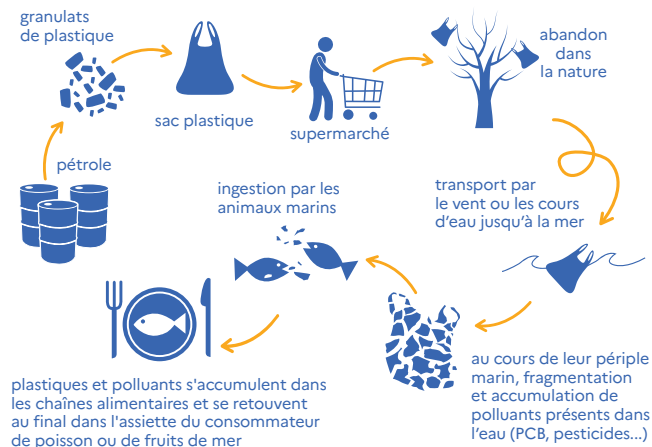 granulats
de plastique
sac plastique
supermarché
abandon
dans
la nature
pétrole
ingestion par les
animaux marins
transport par
le vent ou les cours
d'eau jusqu'à la mer
au cours de leur périple
marin, fragmentation
et accumulation de
polluants présents dans
l'eau (PCB, pesticides...)
plastiques et polluants s'accumulent dans
les chaînes alimentaires et se retouvent
au final dans l'assiette du consommateur
de poisson ou de fruits de mer